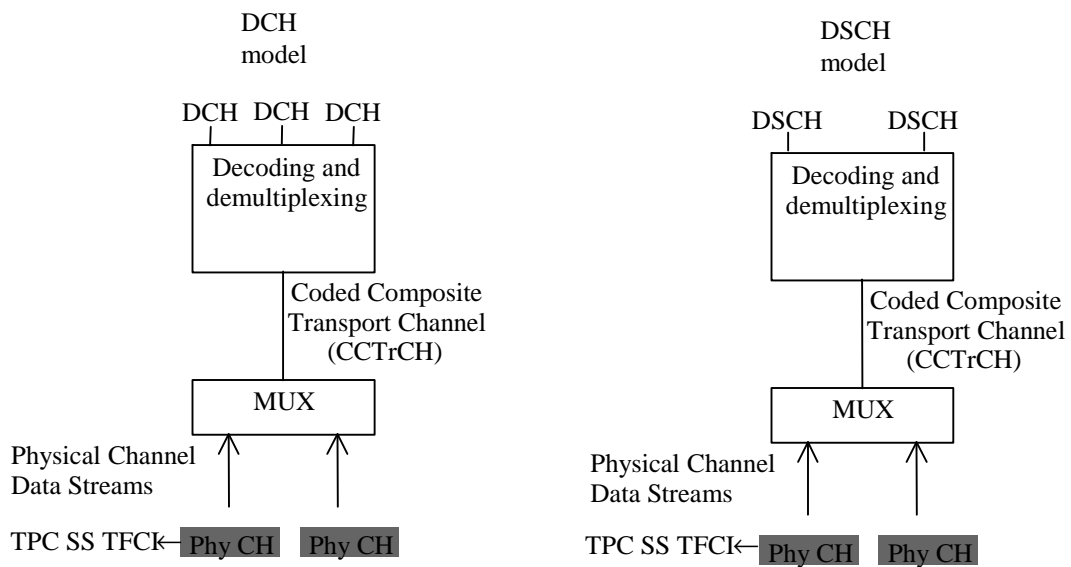 DCH
model
DCH DCH DCH
Decoding and
demultiplexing
Coded Composite
Transport Channel
(CCTrCH)
MUX
Physical Channel
Data Streams
TPC SS TFCI
Phy CH
Phy CH
DSCH
model
DSCH DSCH
Decoding and
demultiplexing
Coded Composite
Transport Channel
(CCTrCH)
MUX
Physical Channel
Data Streams
TPC SS TFCI
Phy CH
Phy CH